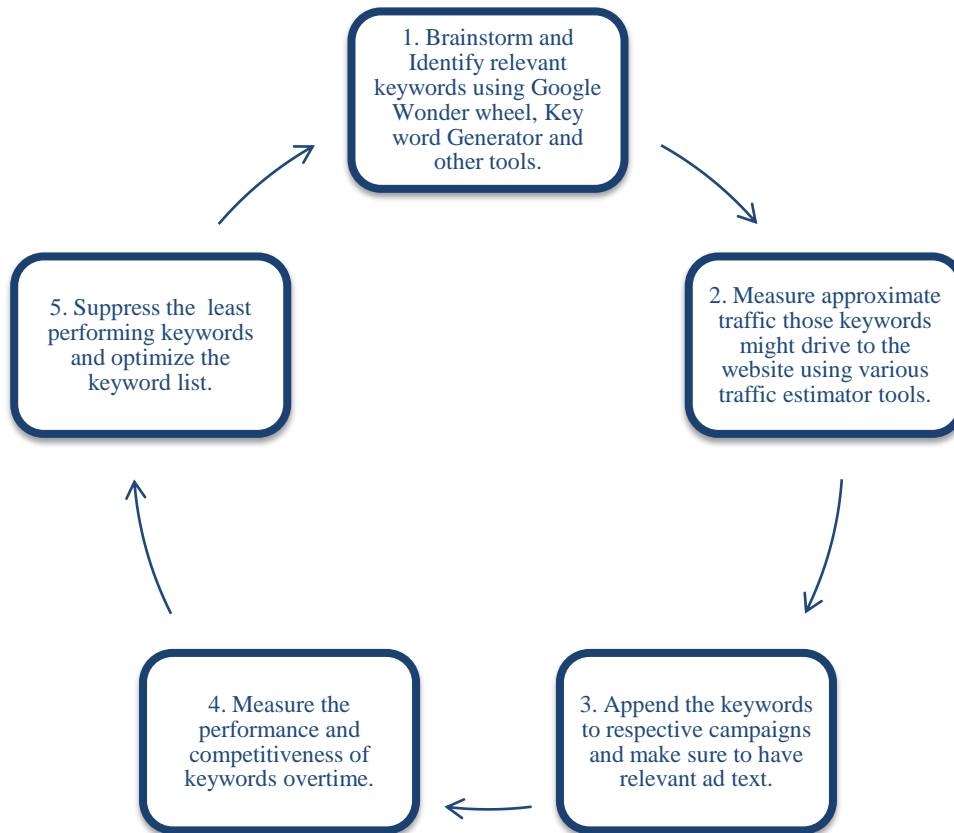 1. Brainstorm and
Identify relevant
keywords using Google
Wonder wheel, Key
word Generator and
other tools.
2. Measure approximate
traffic those keywords
might drive to the
website using various
traffic estimator tools.
3. Append the keywords
to respective campaigns
and make sure to have
relevant ad text.
4. Measure the
performance and
competitiveness of
keywords overtime.
5. Suppress the  least
performing keywords
and optimize the
keyword list.